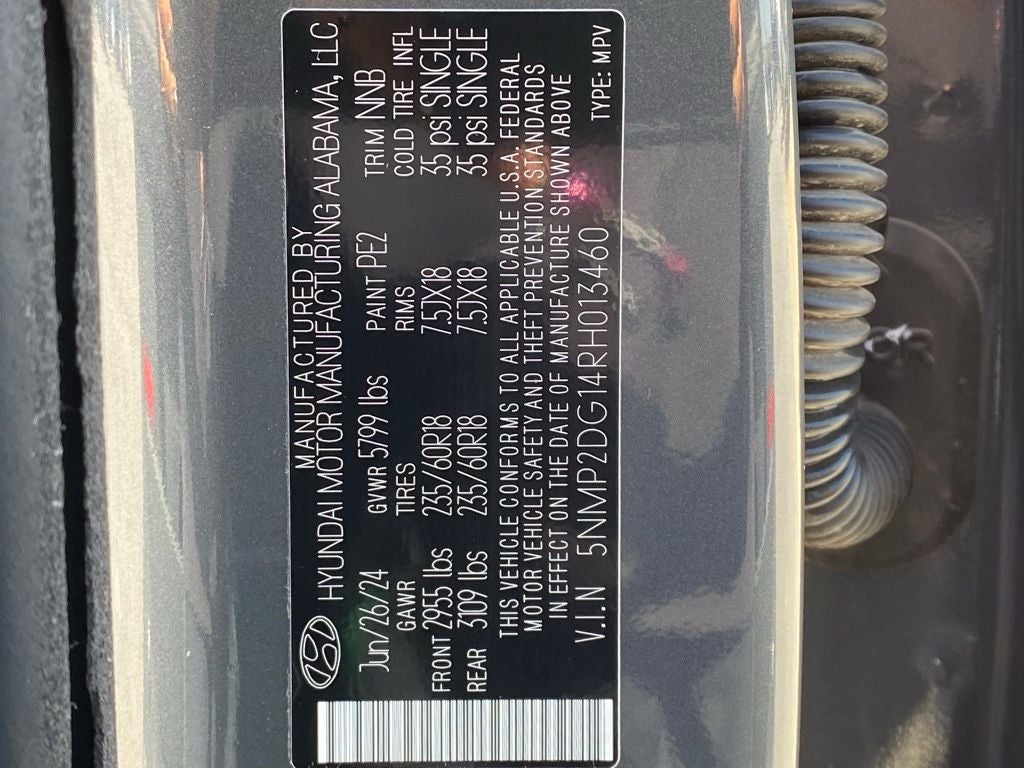 MANUFACTURED BY
HYUNDAI MOTOR MANUFACTURING ALABAMA, LLC
Jun/26/24 GVWR 5799 lbs PAINT PE2 TRIM NNB
GAWR TIRES RIMS COLD TIRE INFL
FRONT 2955 lbs 235/60R18 7.5JX18 35 psi SINGLE
REAR 3109 lbs 235/60R18 7.5JX18 35 psi SINGLE
THIS VEHICLE CONFORMS TO ALL APPLICABLE U.S.A. FEDERAL
MOTOR VEHICLE SAFETY AND THEFT PREVENTION STANDARDS
IN EFFECT ON THE DATE OF MANUFACTURE SHOWN ABOVE
V.I.N 5NMP2DG14RH013460 TYPE: MPV